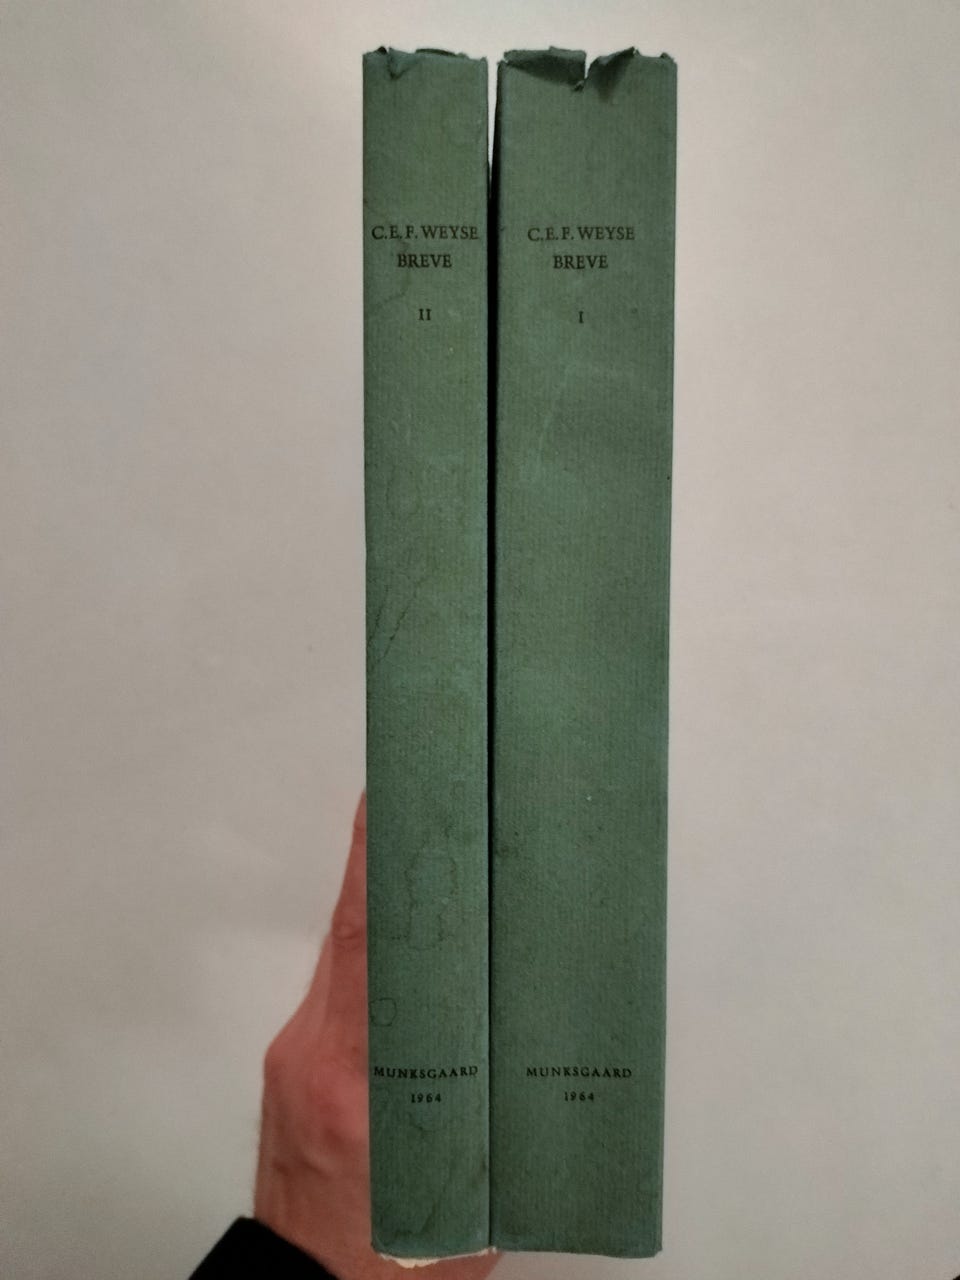 C.E.F. WEYSE
BREVE
II
MUNKSGAARD
1964
C.E.F. WEYSE
BREVE
I
MUNKSGAARD
1964